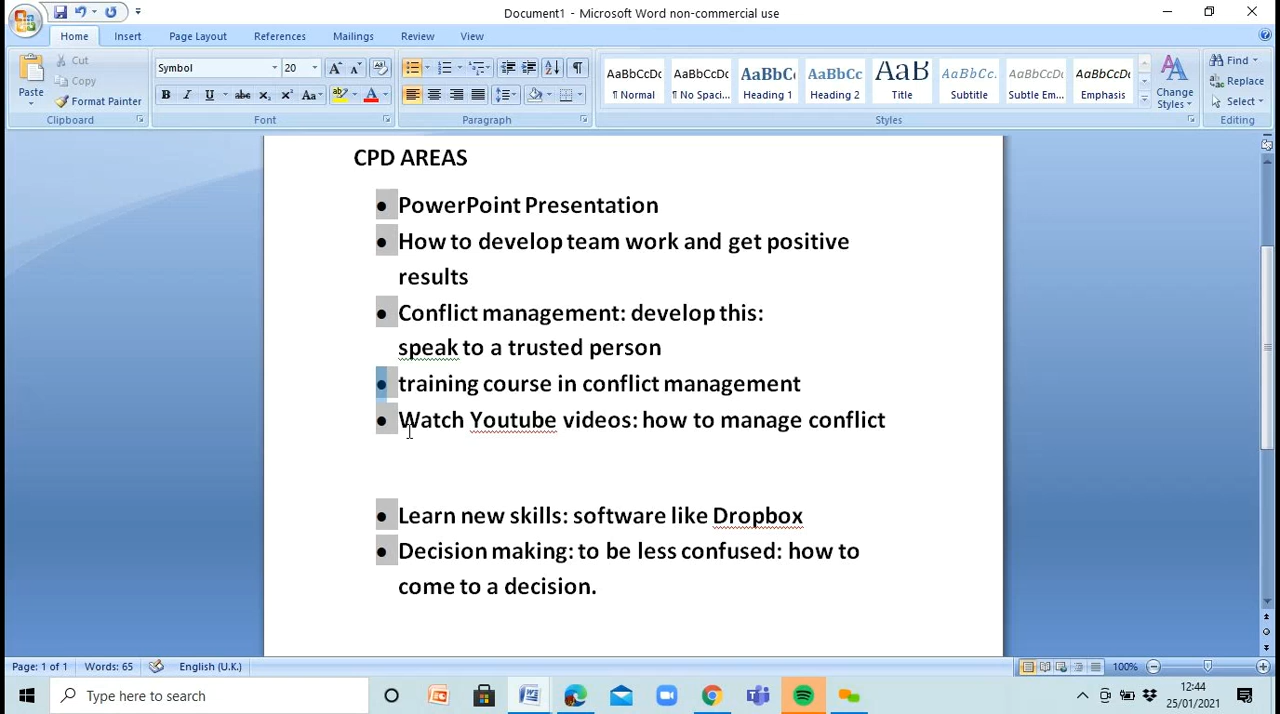 Document1 - Microsoft Word non-commercial use
Home Insert Page Layout References Mailings Review View
Paste
Cut
Copy
Format Painter
Clipboard
Symbol 20
B I U abc X₂ X² Aa
Font
Paragraph
AaBbCcDc AaBbCcDc AaBbC AaBbCc AaB AaBbCc. AaBbCcDc AaBbCcDc
¶ Normal ¶ No Spaci... Heading 1 Heading 2 Title Subtitle Subtle Em... Emphasis
Change Styles
Styles
Find
Replace
Select
Editing
CPD AREAS
• PowerPoint Presentation
• How to develop team work and get positive
results
• Conflict management: develop this:
speak to a trusted person
• training course in conflict management
• Watch Youtube videos: how to manage conflict
• Learn new skills: software like Dropbox
• Decision making: to be less confused: how to
come to a decision.
Page: 1 of 1 Words: 65 English (U.K.) 100%
Type here to search
12:44
25/01/2021